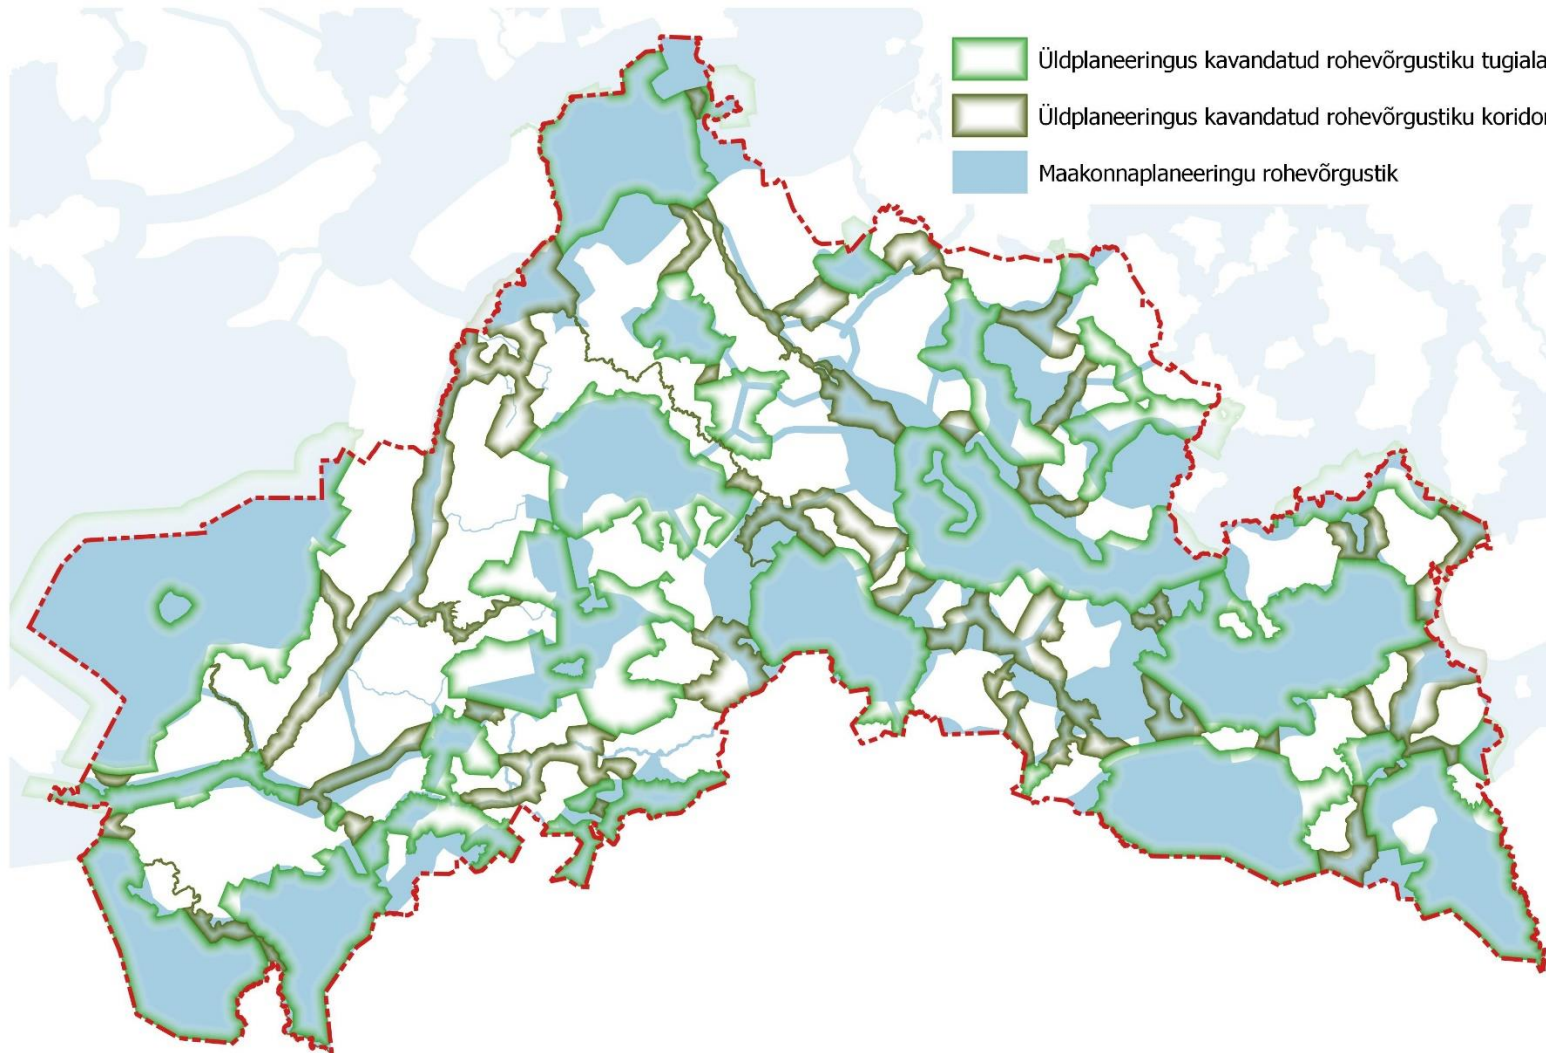 Üldplaneeringus kavandatud rohevõrgustiku tugiala
Üldplaneeringus kavandatud rohevõrgustiku koridor
Maakonnaplaneeringu rohevõrgustik